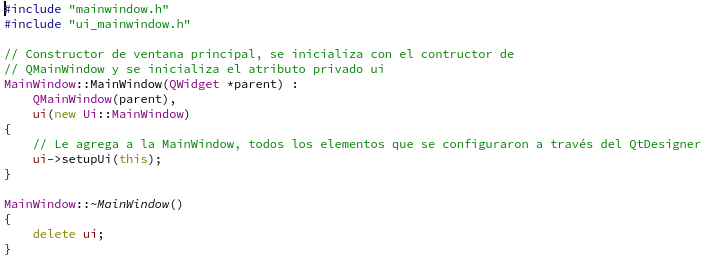 #include "mainwindow.h"
#include "ui_mainwindow.h"

// Constructor de ventana principal, se inicializa con el contructor de
// QMainWindow y se inicializa el atributo privado ui
MainWindow::MainWindow(QWidget *parent) :
    QMainWindow(parent),
    ui(new Ui::MainWindow)
{
    // Le agrega a la MainWindow, todos los elementos que se configuraron a través del QtDesigner
    ui->setupUi(this);
}

MainWindow::~MainWindow()
{
    delete ui;
}